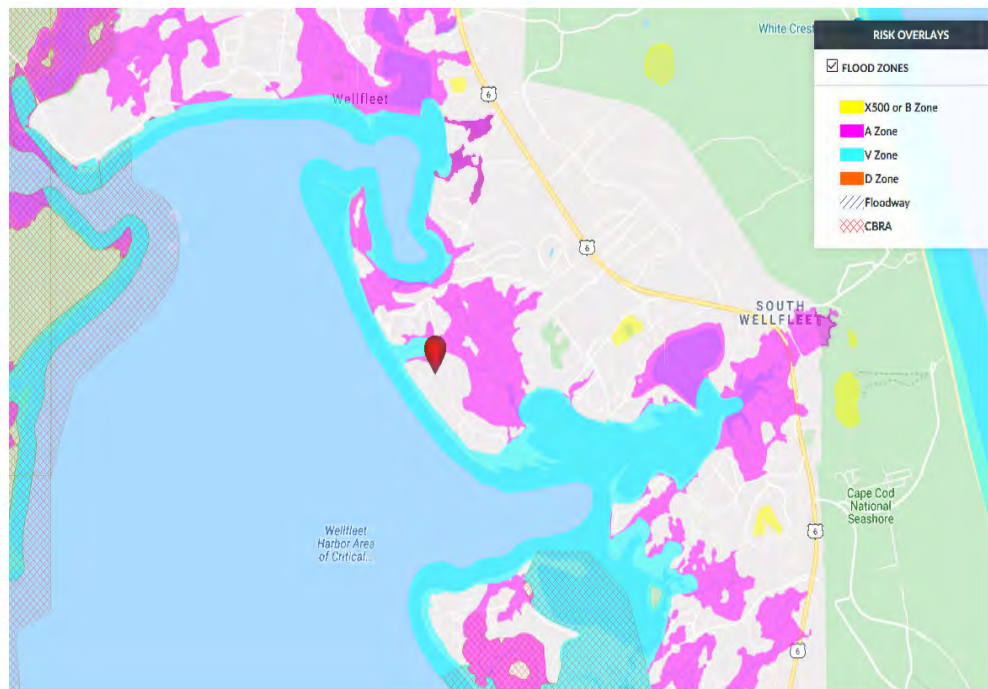 White Crest
RISK OVERLAYS
FLOOD ZONES
X500 or B Zone
A Zone
V Zone
D Zone
Floodway
CBRA
Wellfleet
6
6
SOUTH
WELLFLEET
Cape Cod
National
Seashore
Wellfleet
Harbor Area
of Critical...
6
6